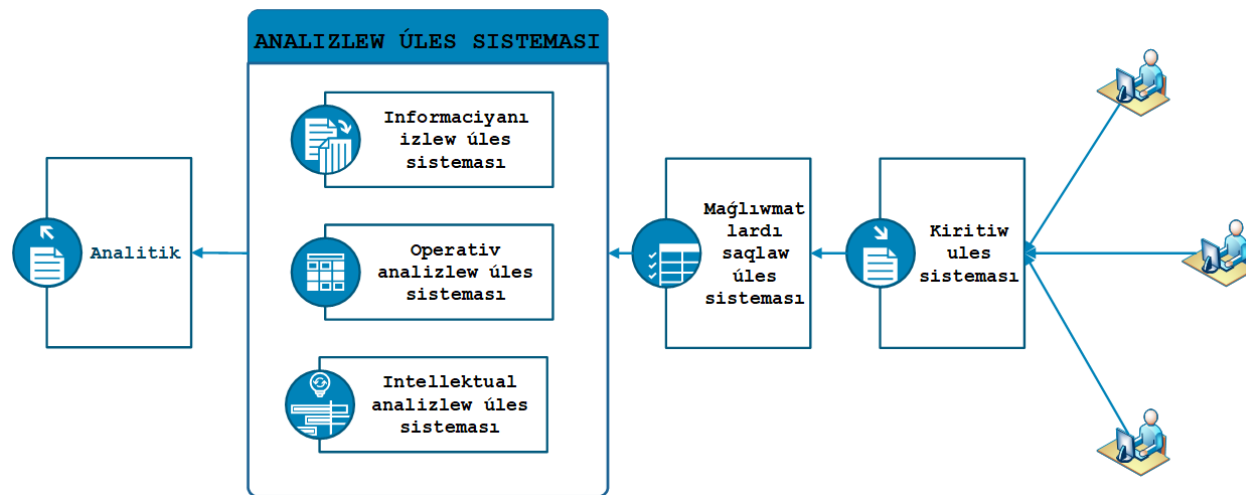 ANALIZLEW ÚLES SISTEMASI
Informaciyanı
izlew úles
sisteması
Analitik
Operativ
analizlew úles
sisteması
Intellektual
analizlew úles
sisteması
Maǵlıwmat
lardı
saqlaw
úles
sisteması
Kiritiw
ules
sisteması